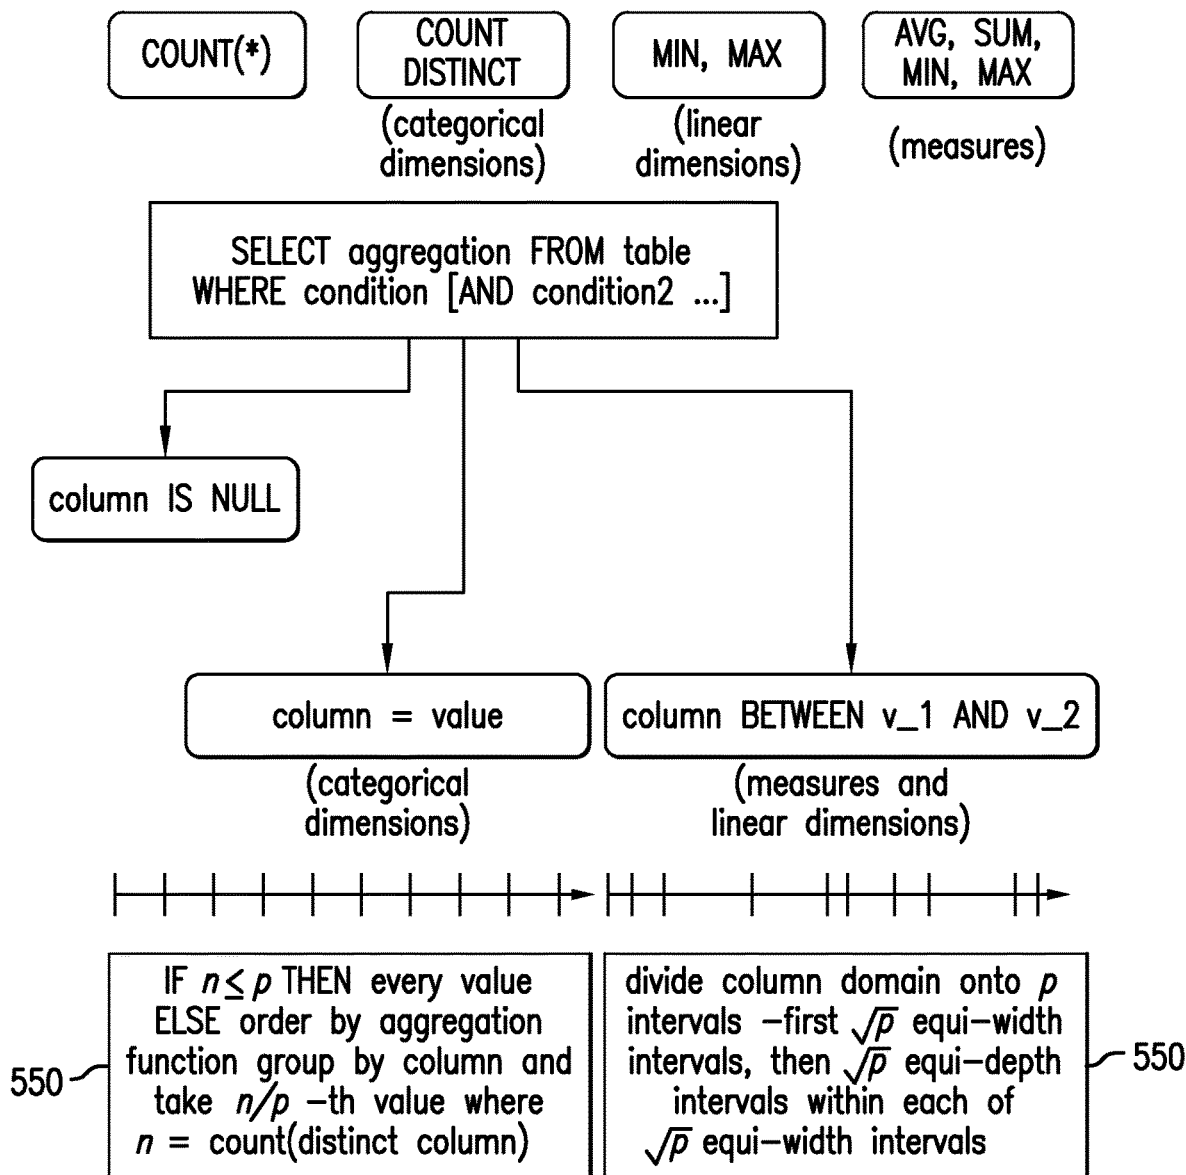 COUNT(*)
COUNT
DISTINCT
(categorical
dimensions)
MIN, MAX
(linear
dimensions)
AVG, SUM,
MIN, MAX
(measures)
SELECT aggregation FROM table
WHERE condition [AND condition2 ...]
column IS NULL
column = value
(categorical
dimensions)
column BETWEEN v_1 AND v_2
(measures and
linear dimensions)
IF n ≤ p THEN every value
ELSE order by aggregation
function group by column and
take n/p -th value where
n = count(distinct column)
550
divide column domain onto p
intervals -first √p equi-width
intervals, then √p equi-depth
intervals within each of
√p equi-width intervals
550